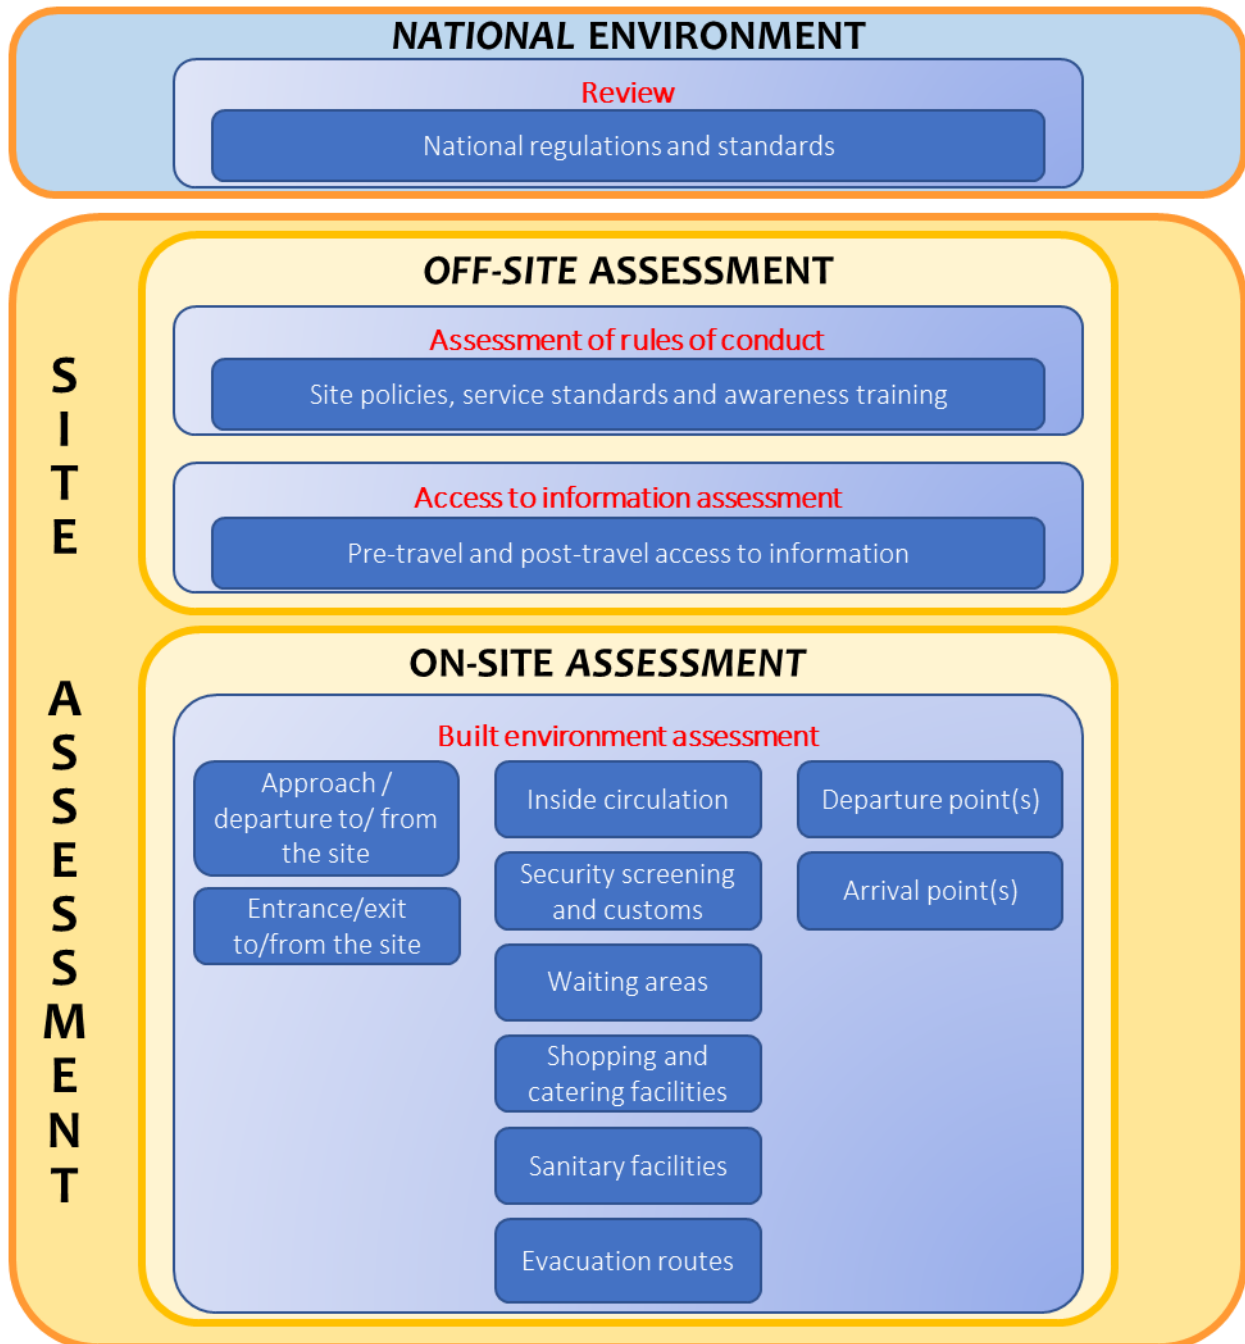 NATIONAL ENVIRONMENT
Review
National regulations and standards
SITE ASSESSMENT
OFF-SITE ASSESSMENT
Assessment of rules of conduct
Site policies, service standards and awareness training
Access to information assessment
Pre-travel and post-travel access to information
ON-SITE ASSESSMENT
Built environment assessment
Approach /
departure to/ from
the site
Entrance/exit
to/from the site
Inside circulation
Security screening
and customs
Waiting areas
Shopping and
catering facilities
Sanitary facilities
Evacuation routes
Departure point(s)
Arrival point(s)